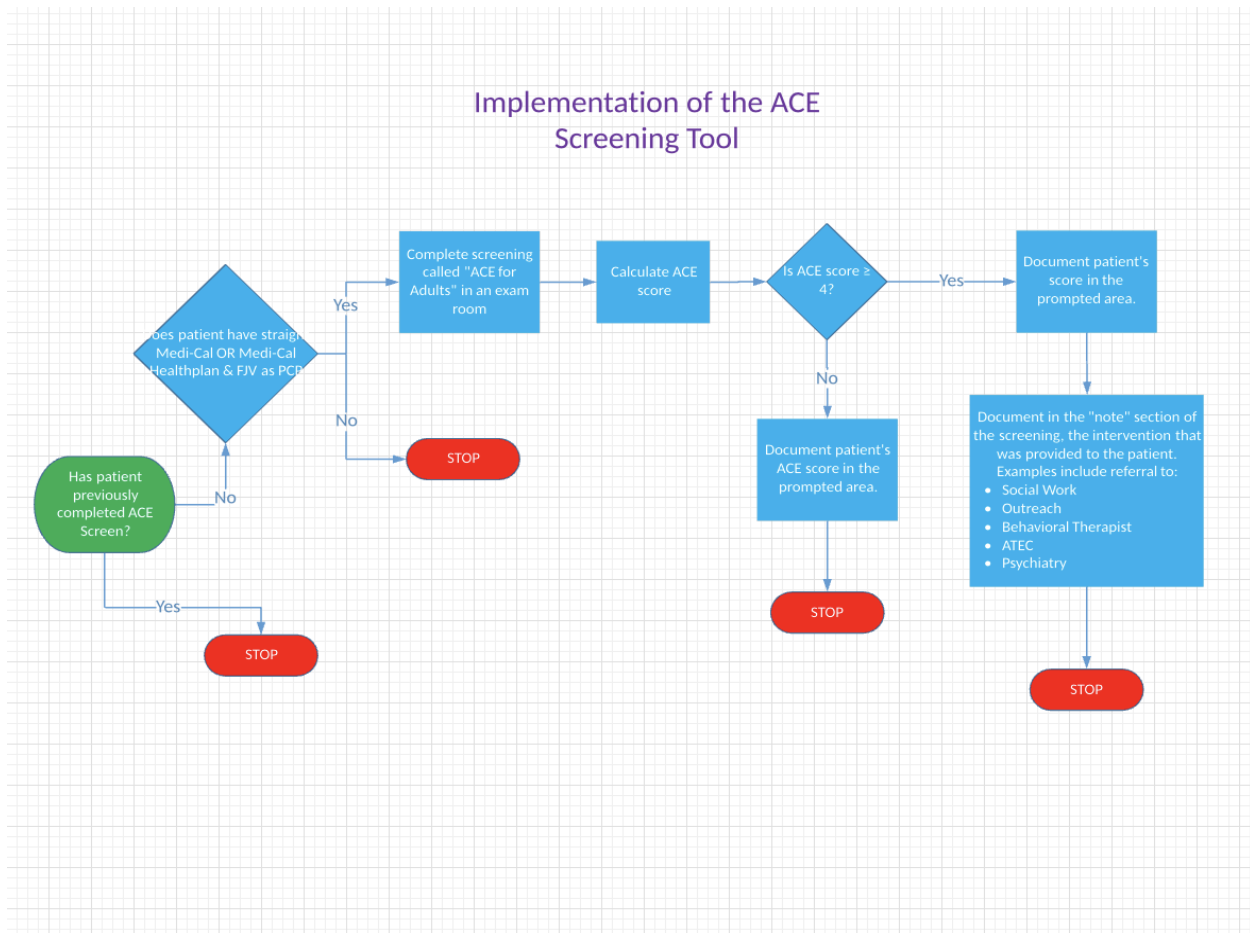 Implementation of the ACE
Screening Tool
Has patient
previously
completed ACE
Screen?
No
Yes
STOP
patient have
Medi-Cal OR Medi-Cal
Healthplan & FJV as PCP
Yes
No
STOP
Complete screening
called "ACE for
Adults" in an exam
room
Calculate ACE
score
Is ACE score ≥
4?
No
Document patient's
ACE score in the
prompted area.
STOP
Yes
Document patient's
score in the
prompted area.
Document in the "note" section of
the screening, the intervention that
was provided to the patient.
Examples include referral to:
• Social Work
• Outreach
• Behavioral Therapist
• ATEC
• Psychiatry
STOP